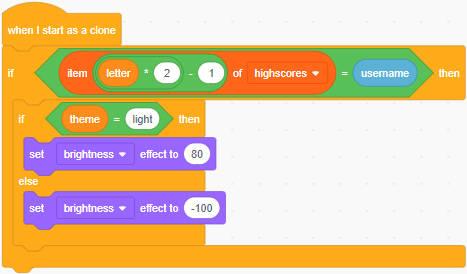 when I start as a clone
if item letter * 2 - 1 of highscores = username then
if theme = light then
set brightness effect to 80
else
set brightness effect to -100